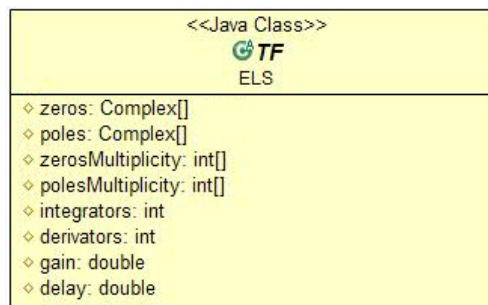 <<Java Class>>
TF
ELS
zeros: Complex[]
poles: Complex[]
zerosMultiplicity: int[]
polesMultiplicity: int[]
integrators: int
derivators: int
gain: double
delay: double